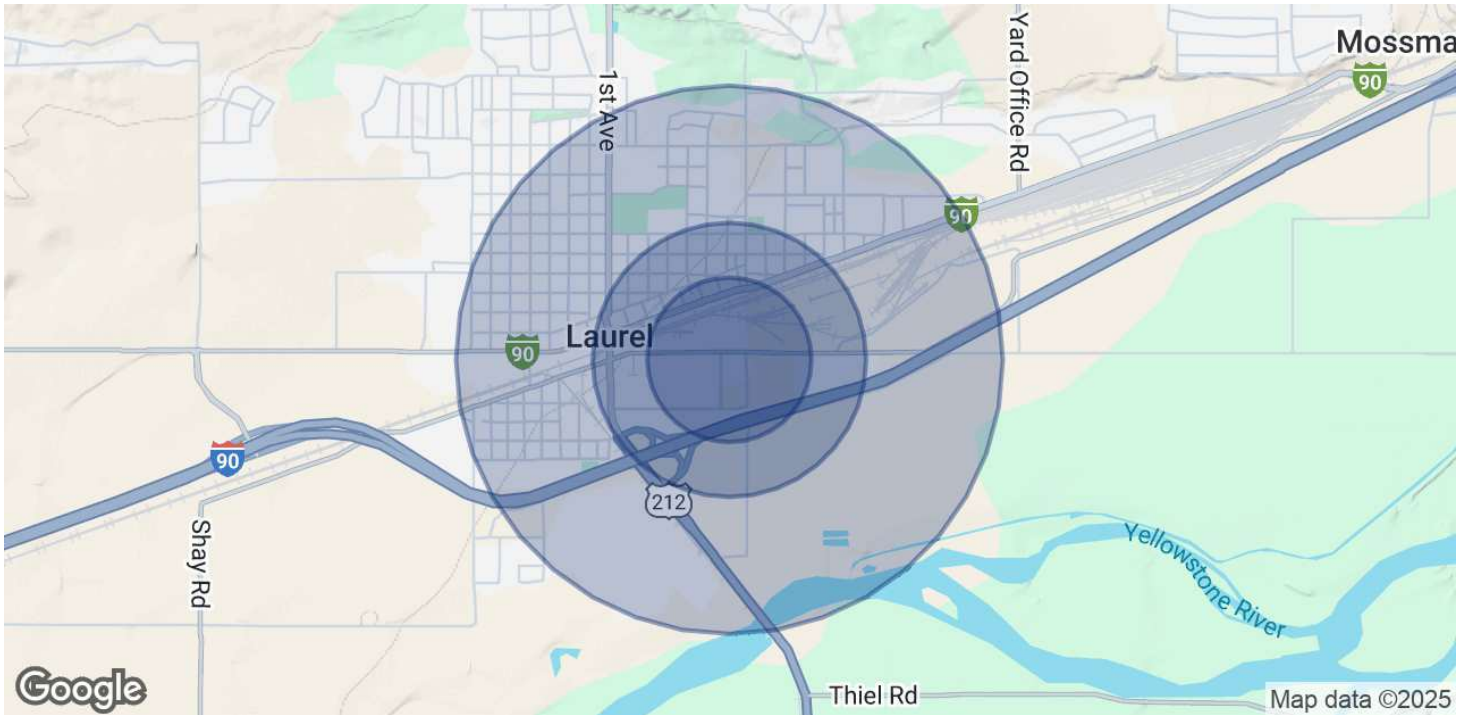 Mossma
90
1st Ave
Yard Office Rd
90
Laurel
90
90
212
Shay Rd
Yellowstone River
Thiel Rd
Google
Map data ©2025